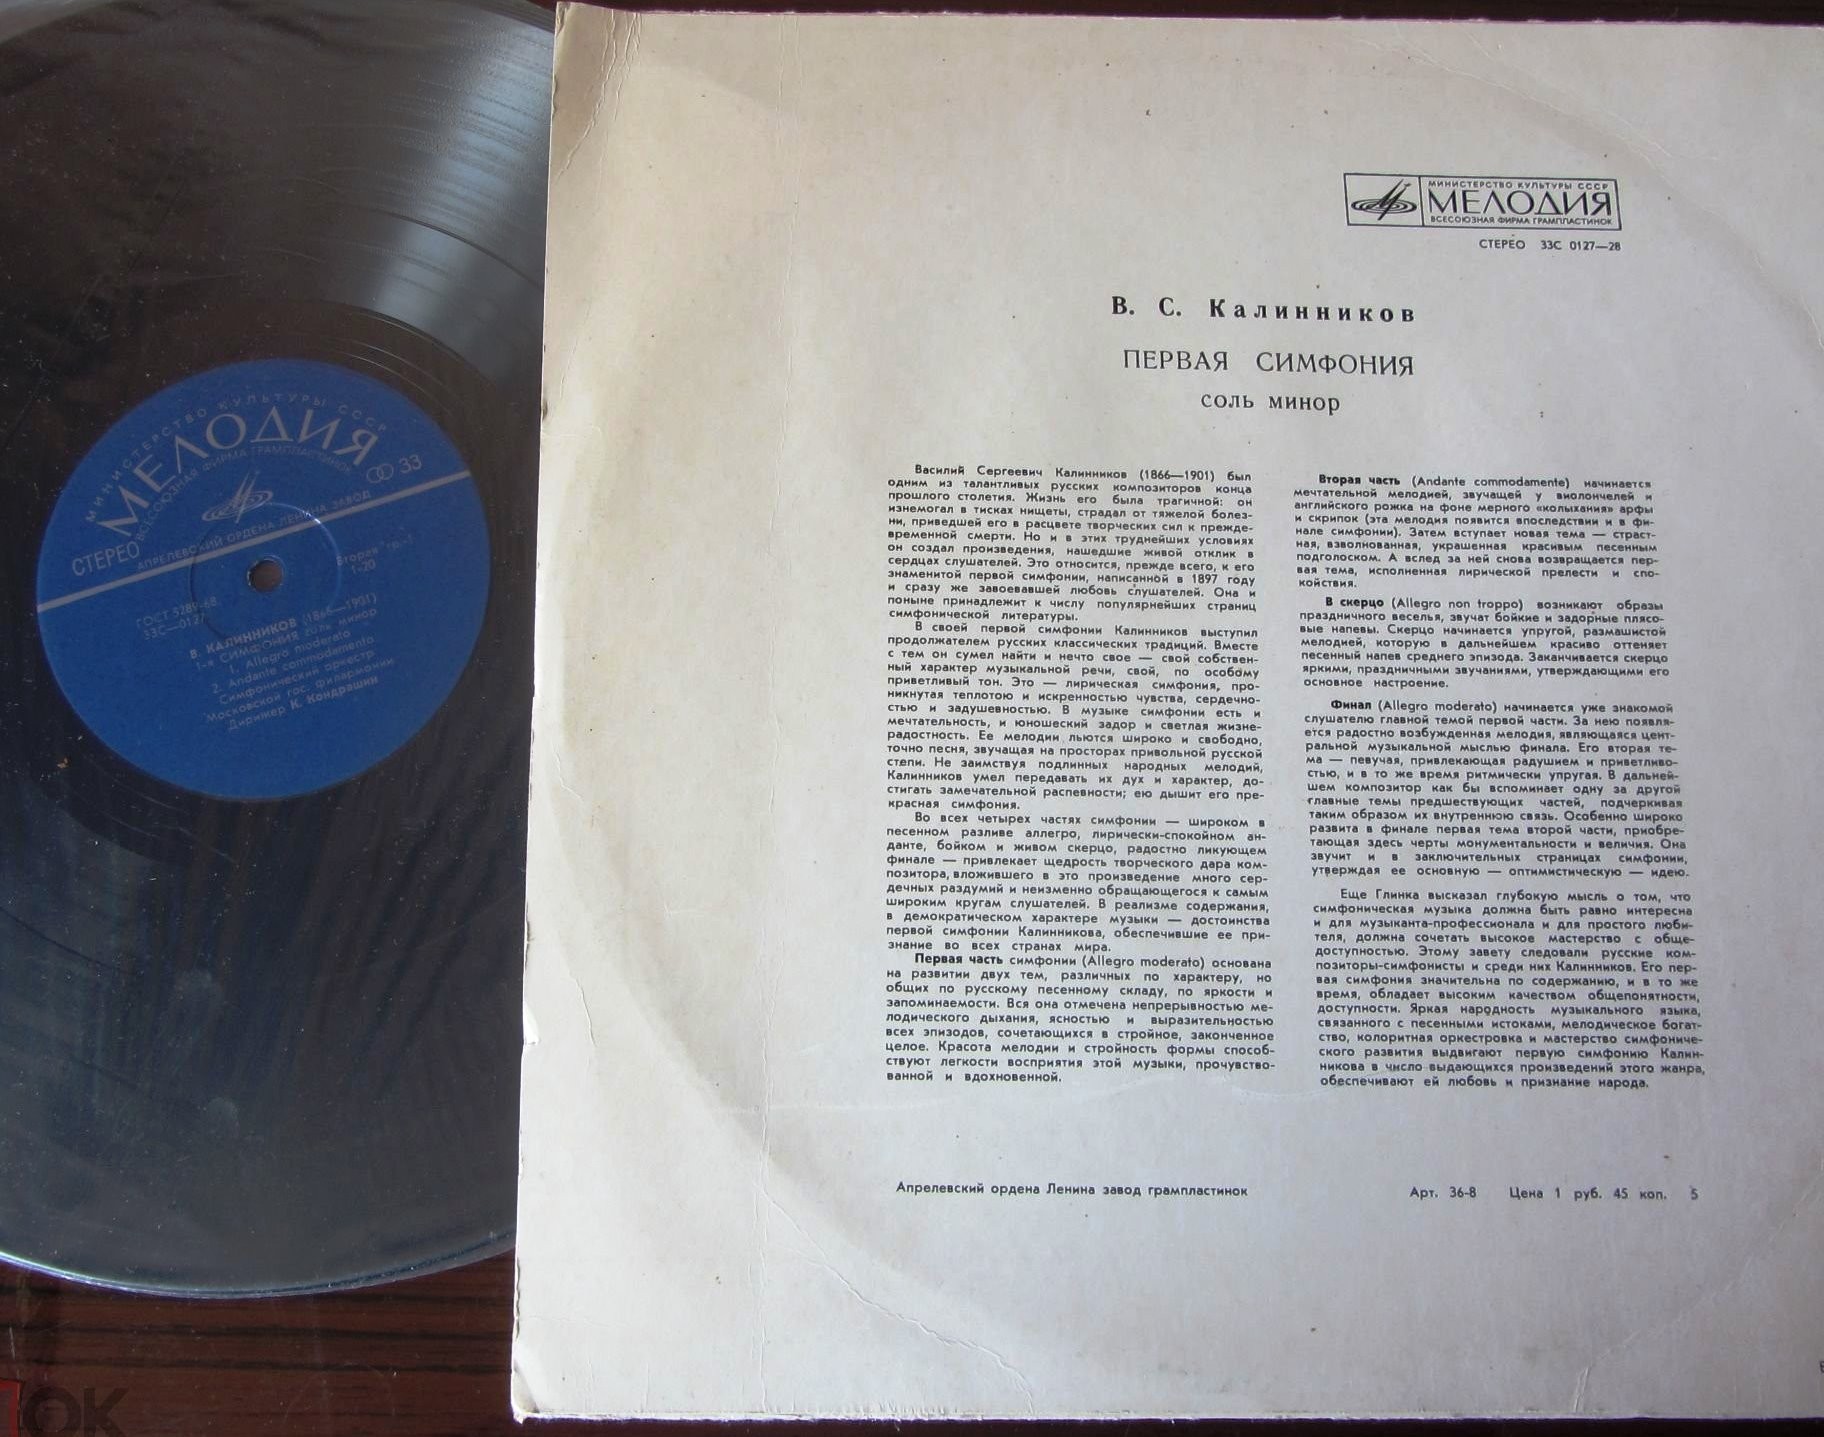 МИНИСТЕРСТВО КУЛЬТУРЫ СССР
МЕЛОДИЯ
ВСЕСОЮЗНАЯ ФИРМА ГРАМПЛАСТИНОК
33
СТЕРЕО
АПРЕЛЕВСКИЙ ОРДЕНА ЛЕНИНА ЗАВОД
Вторая гр.
1-20
ГОСТ 5289-68
33С—0127
В. КАЛИННИКОВ (1866—1901)
1-я СИМФОНИЯ соль минор
1. Allegro moderato
2. Andante commodamento
Симфонический оркестр
Московской гос. филармонии
Дирижер К. Кондрашин
МИНИСТЕРСТВО КУЛЬТУРЫ СССР
МЕЛОДИЯ
ВСЕСОЮЗНАЯ ФИРМА ГРАМПЛАСТИНОК
СТЕРЕО 33С 0127—28
В. С. Калинников
ПЕРВАЯ СИМФОНИЯ
соль минор
Василий Сергеевич Калинников (1866—1901) был
одним из талантливых русских композиторов конца
прошлого столетия. Жизнь его была трагичной: он
изнемогал в тисках нищеты, страдал от тяжелой болез-
ни, приведшей его в расцвете творческих сил к прежде-
временной смерти. Но и в этих труднейших условиях
он создал произведения, нашедшие живой отклик в
сердцах слушателей. Это относится, прежде всего, к его
знаменитой первой симфонии, написанной в 1897 году
и сразу же завоевавшей любовь слушателей. Она и
поныне принадлежит к числу популярнейших страниц
симфонической литературы.
В своей первой симфонии Калинников выступил
продолжателем русских классических традиций. Вместе
с тем он сумел найти и нечто свое — свой собствен-
ный характер музыкальной речи, свой, по особому
приветливый тон. Это — лирическая симфония, про-
никнутая теплотою и искренностью чувства, сердечно-
стью и задушевностью. В музыке симфонии есть и
мечтательность, и юношеский задор и светлая жизне-
радостность. Ее мелодии льются широко и свободно,
точно песня, звучащая на просторах привольной русской
степи. Не заимствуя подлинных народных мелодий,
Калинников умел передавать их дух и характер, до-
стигать замечательной распевности; ею дышит его пре-
красная симфония.
Во всех четырех частях симфонии — широком в
песенном разливе аллегро, лирически-спокойном ан-
данте, бойком и живом скерцо, радостно ликующем
финале — привлекает щедрость творческого дара ком-
позитора, вложившего в это произведение много сер-
дечных раздумий и неизменно обращающегося к самым
широким кругам слушателей. В реализме содержания,
в демократическом характере музыки — достоинства
первой симфонии Калинникова, обеспечившие ее при-
знание во всех странах мира.
Первая часть симфонии (Allegro moderato) основана
на развитии двух тем, различных по характеру, но
общих по русскому песенному складу, по яркости и
запоминаемости. Вся она отмечена непрерывностью ме-
лодического дыхания, ясностью и выразительностью
всех эпизодов, сочетающихся в стройное, законченное
целое. Красота мелодии и стройность формы способ-
ствуют легкости восприятия этой музыки, прочувство-
ванной и вдохновенной.
Вторая часть (Andante commodamente) начинается
мечтательной мелодией, звучащей у виолончелей и
английского рожка на фоне мерного «колыхания» арфы
и скрипок (эта мелодия появится впоследствии и в фи-
нале симфонии). Затем вступает новая тема — страст-
ная, взволнованная, украшенная красивым песенным
подголоском. А вслед за ней снова возвращается пер-
вая тема, исполненная лирической прелести и спо-
койствия.
В скерцо (Allegro non troppo) возникают образы
праздничного веселья, звучат бойкие и задорные плясо-
вые напевы. Скерцо начинается упругой, размашистой
мелодией, которую в дальнейшем красиво оттеняет
песенный напев среднего эпизода. Заканчивается скерцо
яркими, праздничными звучаниями, утверждающими его
основное настроение.
Финал (Allegro moderato) начинается уже знакомой
слушателю главной темой первой части. За нею появля-
ется радостно возбужденная мелодия, являющаяся цент-
ральной музыкальной мыслью финала. Его вторая те-
ма — певучая, привлекающая радушием и приветливо-
стью, и в то же время ритмически упругая. В дальней-
шем композитор как бы вспоминает одну за другой
главные темы предшествующих частей, подчеркивая
таким образом их внутреннюю связь. Особенно широко
развита в финале первая тема второй части, приобре-
тающая здесь черты монументальности и величия. Она
звучит и в заключительных страницах симфонии,
утверждая ее основную — оптимистическую — идею.
Еще Глинка высказал глубокую мысль о том, что
симфоническая музыка должна быть равно интересна
и для музыканта-профессионала и для простого люби-
теля, должна сочетать высокое мастерство с обще-
доступностью. Этому завету следовали русские ком-
позиторы-симфонисты и среди них Калинников. Его пер-
вая симфония значительна по содержанию, и в то же
время, обладает высоким качеством общепонятности,
доступности. Яркая народность музыкального языка,
связанного с песенными истоками, мелодическое богат-
ство, колоритная оркестровка и мастерство симфониче-
ского развития выдвигают первую симфонию Калин-
никова в число выдающихся произведений этого жанра,
обеспечивают ей любовь и признание народа.
Апрелевский ордена Ленина завод грампластинок
Арт. 36-8 Цена 1 руб. 45 коп. 5
ОК